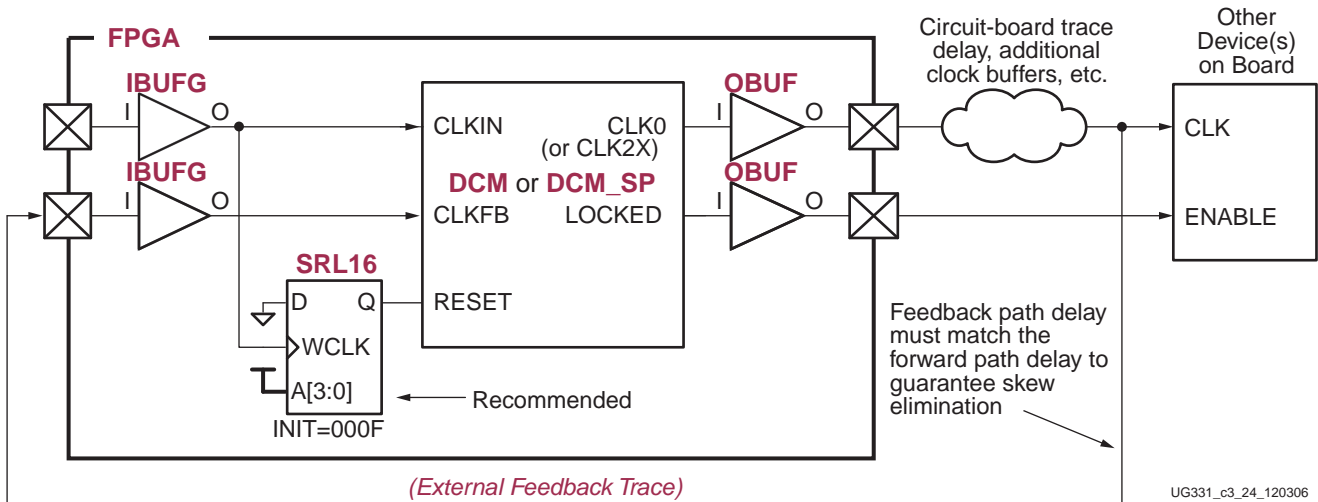 FPGA
IBUFG
I
O
IBUFG
I
O
CLKIN
CLK0
(or CLK2X)
DCM or DCM_SP
CLKFB
LOCKED
RESET
SRL16
D
Q
WCLK
A[3:0]
INIT=000F
Recommended
OBUF
I
O
OBUF
I
O
Circuit-board trace
delay, additional
clock buffers, etc.
Other
Device(s)
on Board
CLK
ENABLE
Feedback path delay
must match the
forward path delay to
guarantee skew
elimination
(External Feedback Trace)
UG331_c3_24_120306